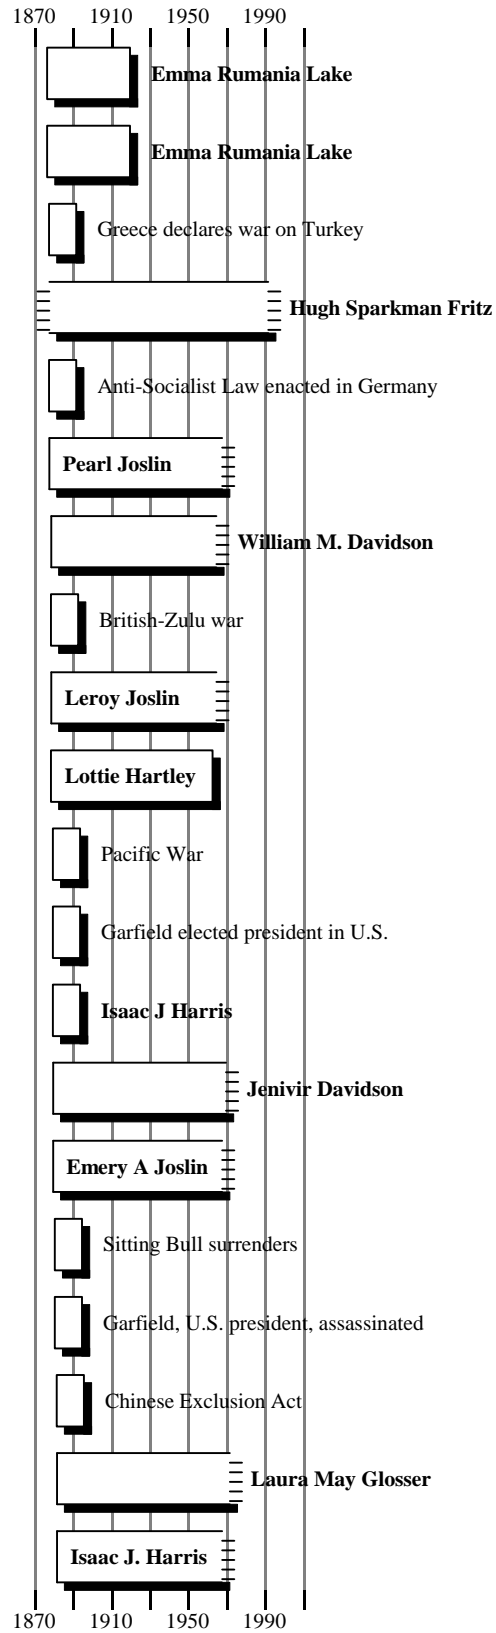 1870 1910 1950 1990
Emma Rumania Lake
Emma Rumania Lake
Greece declares war on Turkey
Hugh Sparkman Fritz
Anti-Socialist Law enacted in Germany
Pearl Joslin
William M. Davidson
British-Zulu war
Leroy Joslin
Lottie Hartley
Pacific War
Garfield elected president in U.S.
Isaac J Harris
Jenivir Davidson
Emery A Joslin
Sitting Bull surrenders
Garfield, U.S. president, assassinated
Chinese Exclusion Act
Laura May Glosser
Isaac J. Harris
1870 1910 1950 1990